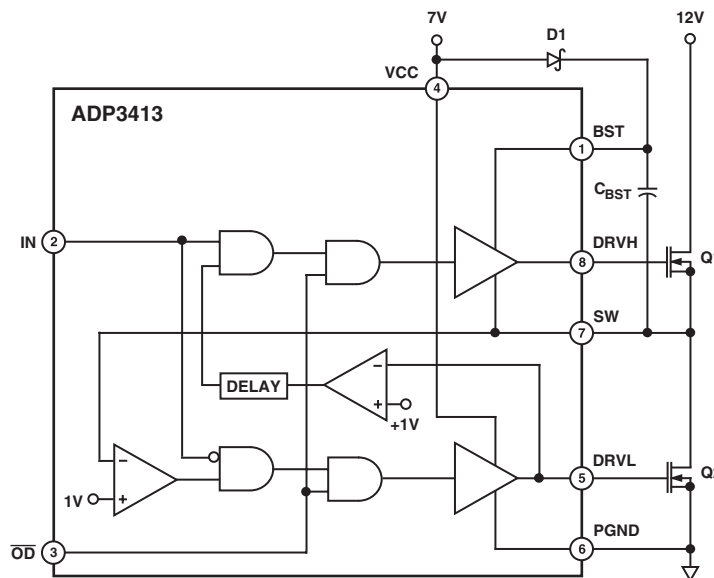 7V
D1
12V
VCC
4
ADP3413
BST
1
C_BST
IN 2
DRVH
8
Q
SW
7
DELAY
−
+
+1V
−
1V
+
DRVL
5
Q
PGND
6
OD 3